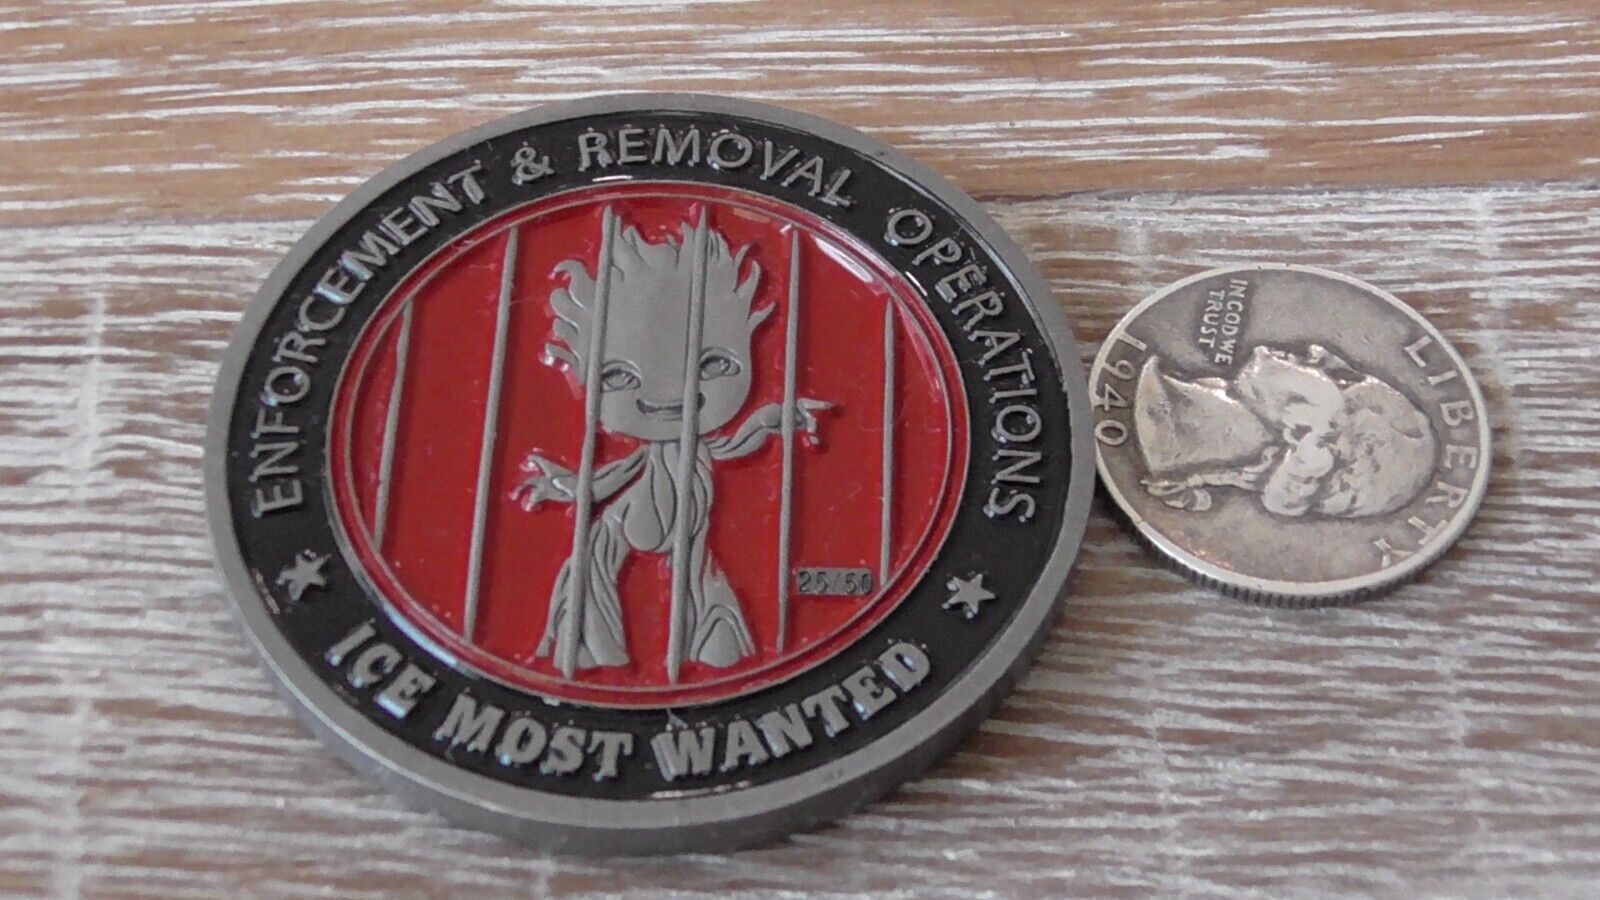 ENFORCEMENT & REMOVAL OPERATIONS
25/50
ICE MOST WANTED
LIBERTY
IN GOD WE
TRUST
1940